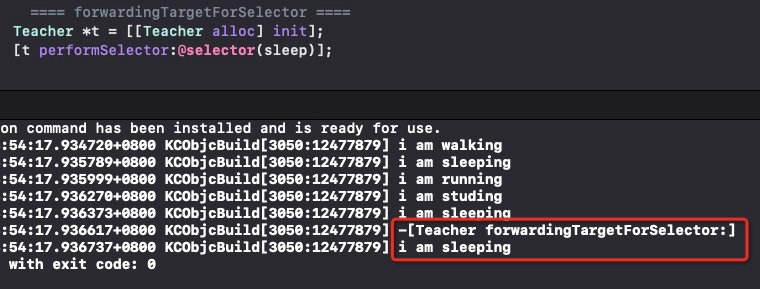 ==== forwardingTargetForSelector ====
Teacher *t = [[Teacher alloc] init];
[t performSelector:@selector(sleep)];
on command has been installed and is ready for use.
:54:17.934720+0800 KCObjcBuild[3050:12477879] i am walking
:54:17.935789+0800 KCObjcBuild[3050:12477879] i am sleeping
:54:17.935999+0800 KCObjcBuild[3050:12477879] i am running
:54:17.936270+0800 KCObjcBuild[3050:12477879] i am studing
:54:17.936373+0800 KCObjcBuild[3050:12477879] i am sleeping
:54:17.936617+0800 KCObjcBuild[3050:12477879] -[Teacher forwardingTargetForSelector:]
:54:17.936737+0800 KCObjcBuild[3050:12477879] i am sleeping
with exit code: 0